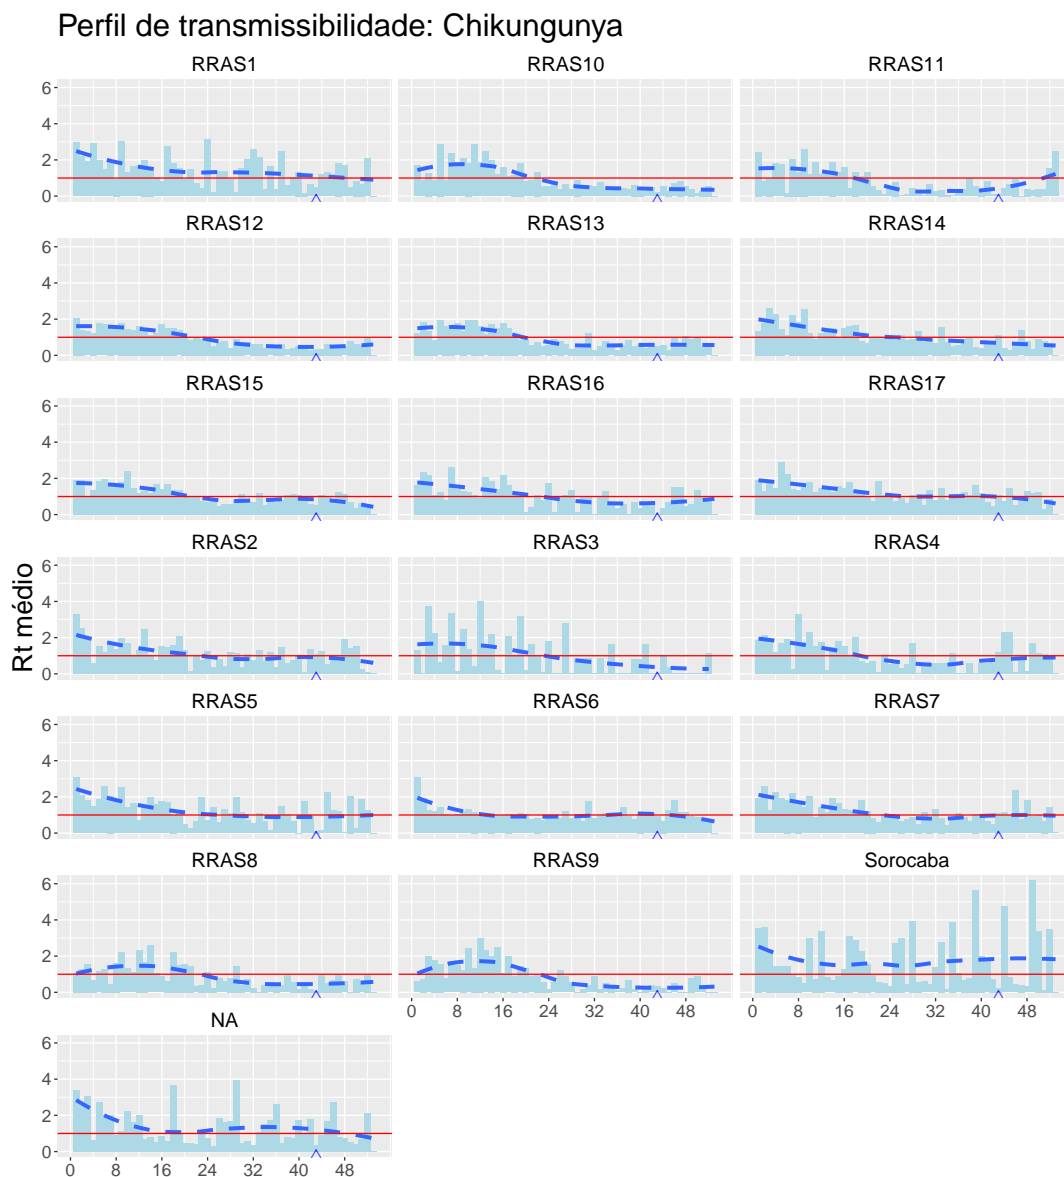 Perfil de transmissibilidade: Chikungunya
RRAS1 RRAS10 RRAS11
6
4
2
0
RRAS12 RRAS13 RRAS14
6
4
2
0
RRAS15 RRAS16 RRAS17
6
4
2
0
Rt médio
RRAS2 RRAS3 RRAS4
6
4
2
0
RRAS5 RRAS6 RRAS7
6
4
2
0
RRAS8 RRAS9 Sorocaba
6
4
2
0
0 8 16 24 32 40 48 0 8 16 24 32 40 48
NA
6
4
2
0
0 8 16 24 32 40 48